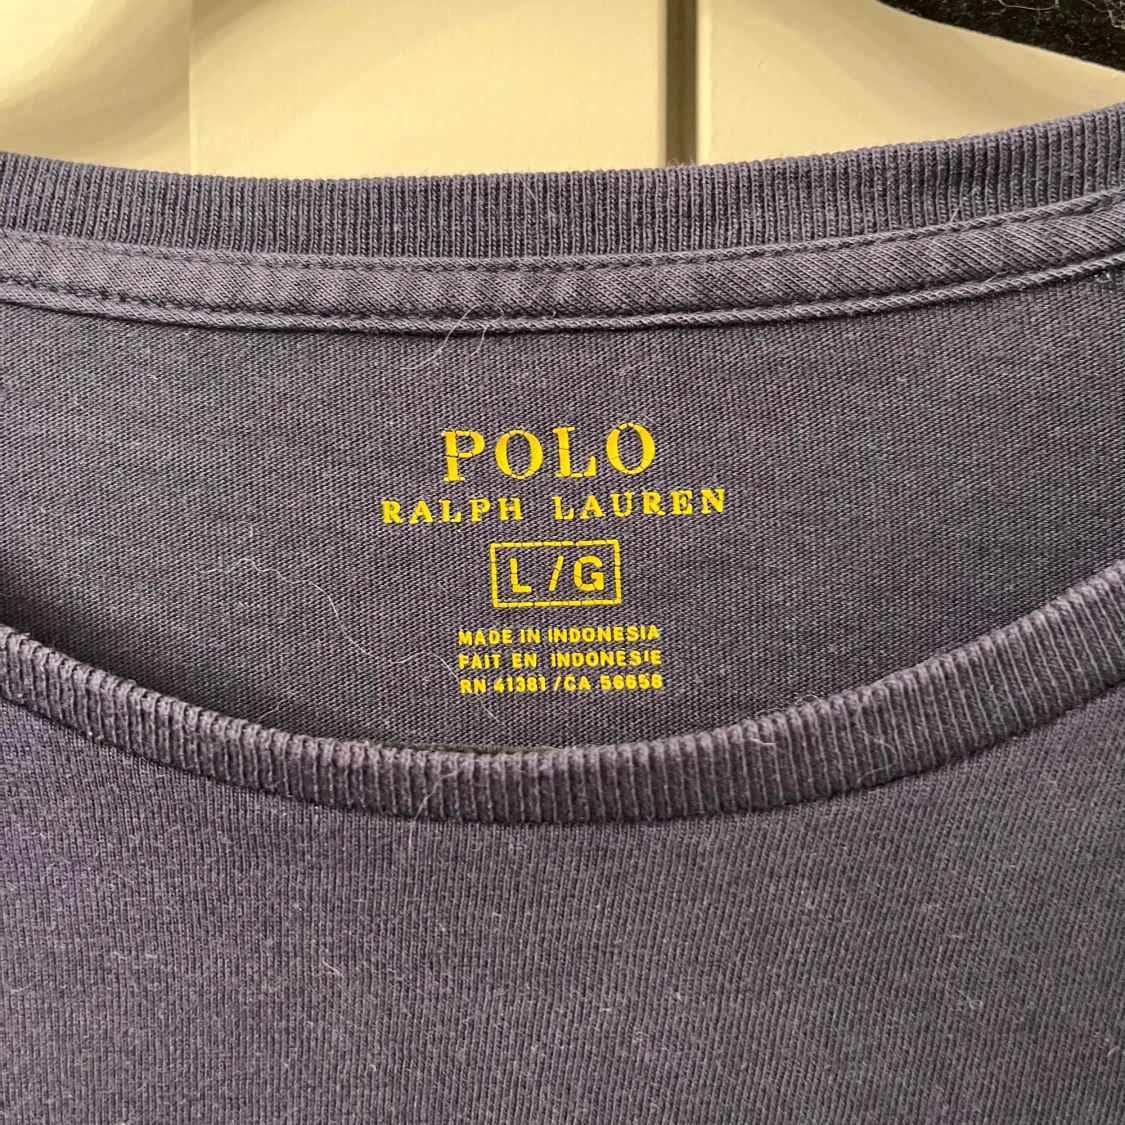 POLO
RALPH LAUREN
L/G
MADE IN INDONESIA
FAIT EN INDONESIE
RN 41381/CA 56658